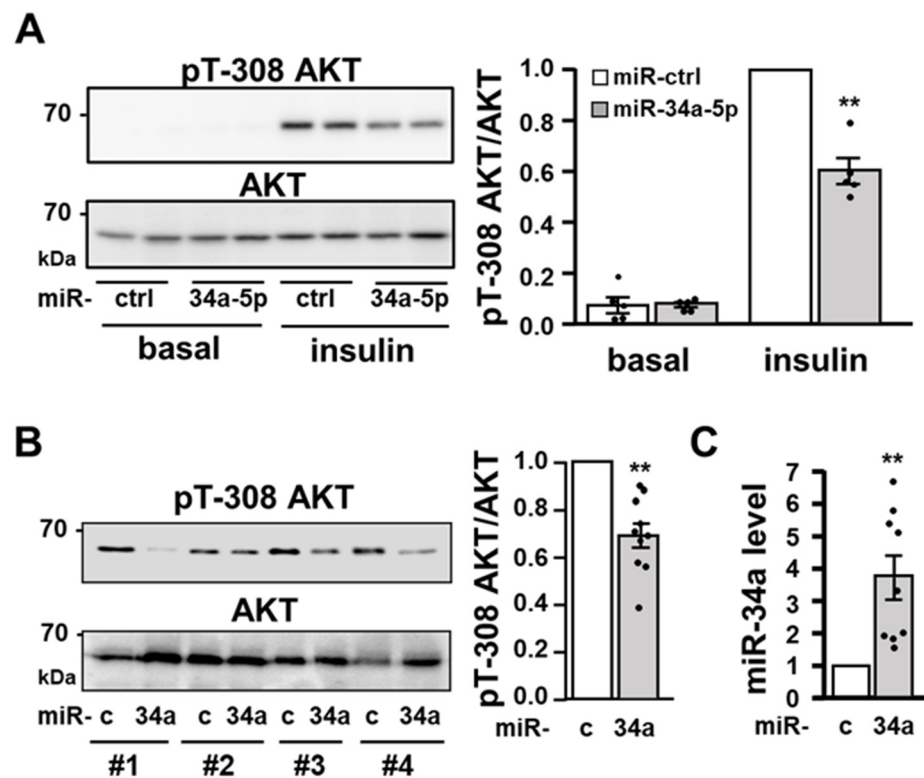 A
pT-308 AKT
70
AKT
70
kDa
miR- ctrl 34a-5p ctrl 34a-5p
basal insulin
pT-308 AKT/AKT
1.0
0.8
0.6
0.4
0.2
0.0
miR-ctrl
miR-34a-5p
**
basal insulin
B
pT-308 AKT
70
AKT
70
kDa
miR- c 34a c 34a c 34a c 34a
#1 #2 #3 #4
pT-308 AKT/AKT
1.0
0.8
0.6
0.4
0.2
0.0
**
miR- c 34a
C
miR-34a level
7
6
5
4
3
2
1
0
**
miR- c 34a